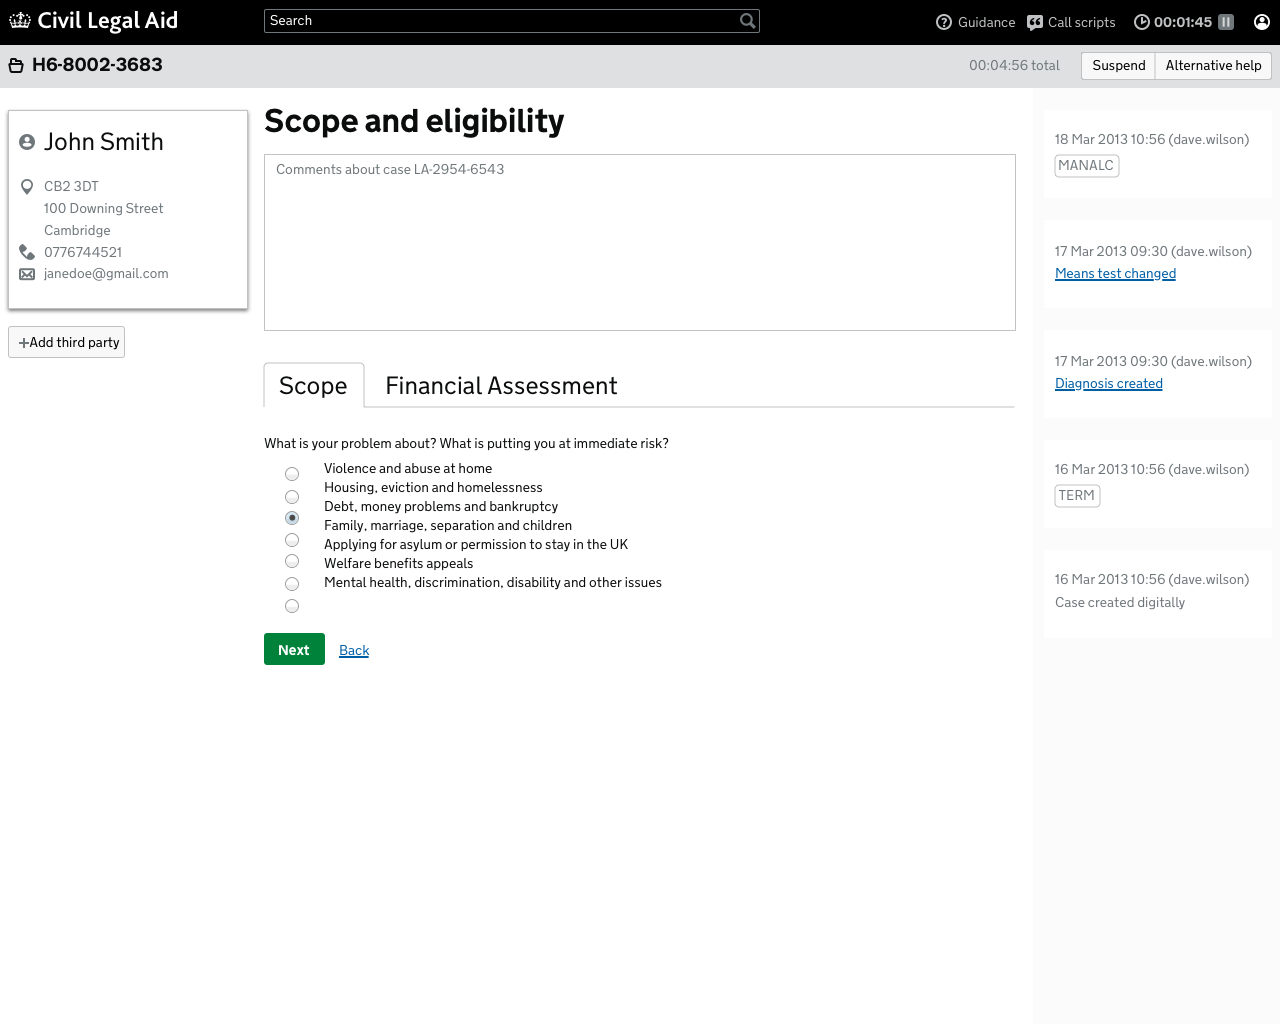 Civil Legal Aid
Search
Guidance
Call scripts
00:01:45
H6-8002-3683
00:04:56 total
Suspend
Alternative help
John Smith
CB2 3DT
100 Downing Street
Cambridge
0776744521
janedoe@gmail.com
+Add third party
Scope and eligibility
Comments about case LA-2954-6543
Scope
Financial Assessment
What is your problem about? What is putting you at immediate risk?
Violence and abuse at home
Housing, eviction and homelessness
Debt, money problems and bankruptcy
Family, marriage, separation and children
Applying for asylum or permission to stay in the UK
Welfare benefits appeals
Mental health, discrimination, disability and other issues
Next
Back
18 Mar 2013 10:56 (dave.wilson)
MANALC
17 Mar 2013 09:30 (dave.wilson)
Means test changed
17 Mar 2013 09:30 (dave.wilson)
Diagnosis created
16 Mar 2013 10:56 (dave.wilson)
TERM
16 Mar 2013 10:56 (dave.wilson)
Case created digitally